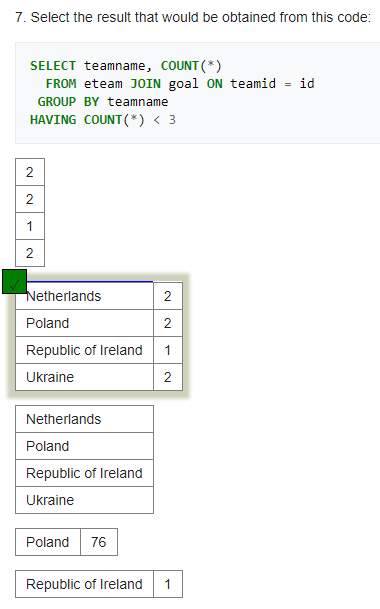 7. Select the result that would be obtained from this code:
SELECT teamname, COUNT(*)
FROM eteam JOIN goal ON teamid = id
GROUP BY teamname
HAVING COUNT(*) < 3
2
2
1
2
✓
Netherlands 2
Poland 2
Republic of Ireland 1
Ukraine 2
Netherlands
Poland
Republic of Ireland
Ukraine
Poland 76
Republic of Ireland 1